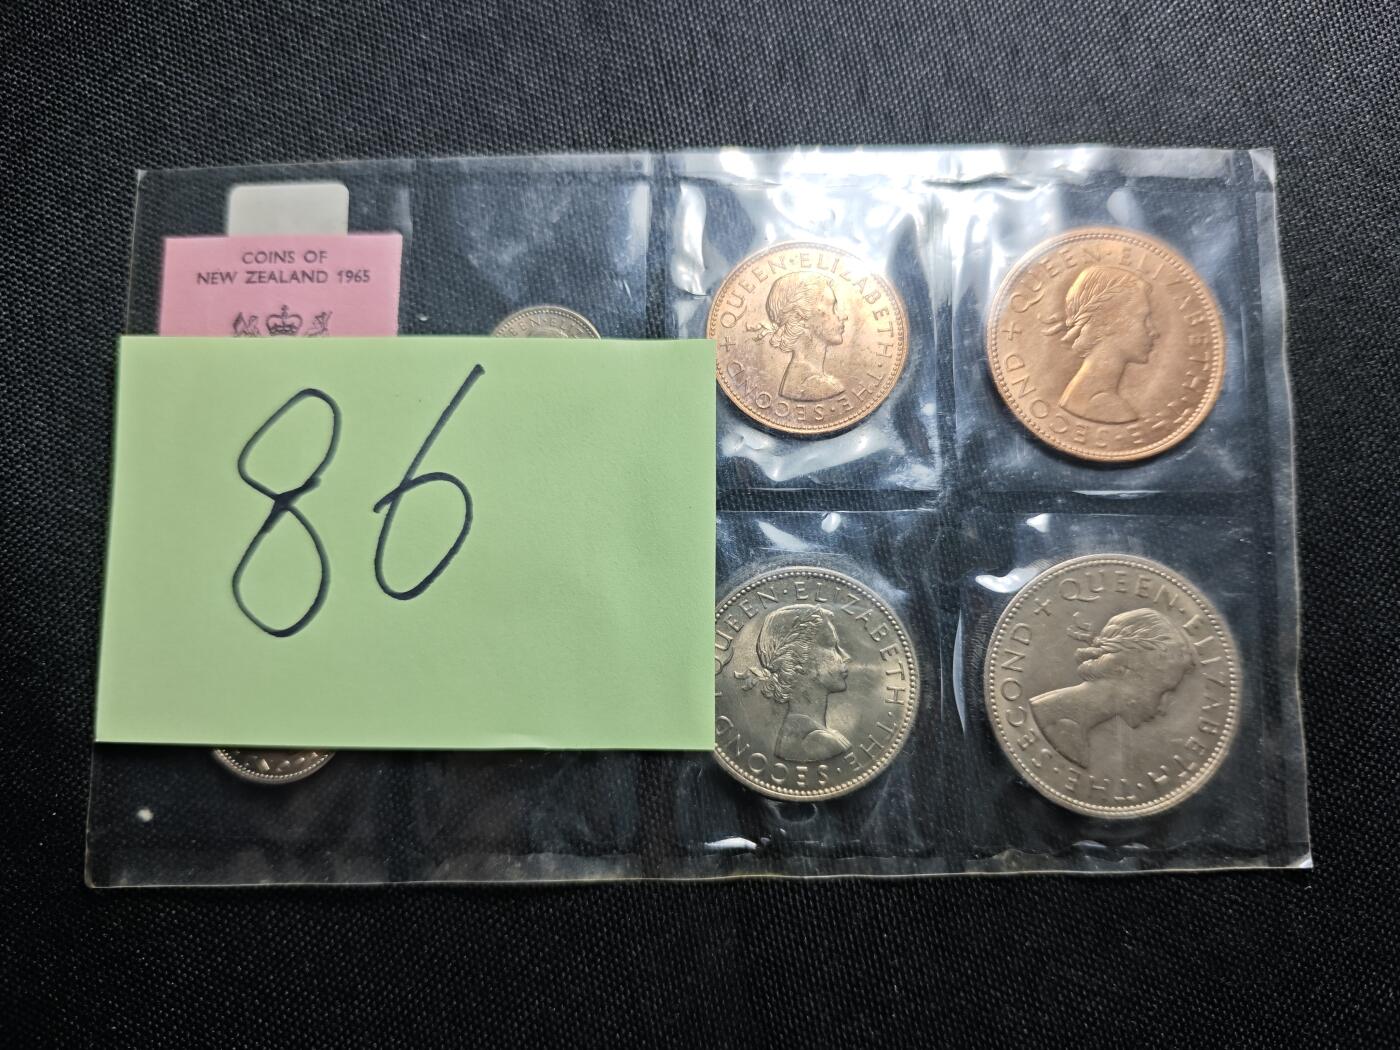 COINS OF
NEW ZEALAND 1965
86
+ QUEEN · ELIZABETH · THE · SECOND
+ QUEEN · ELIZABETH · THE · SECOND
QUEEN · ELIZABETH · THE · SECOND
+ QUEEN · ELIZABETH · THE · SECOND